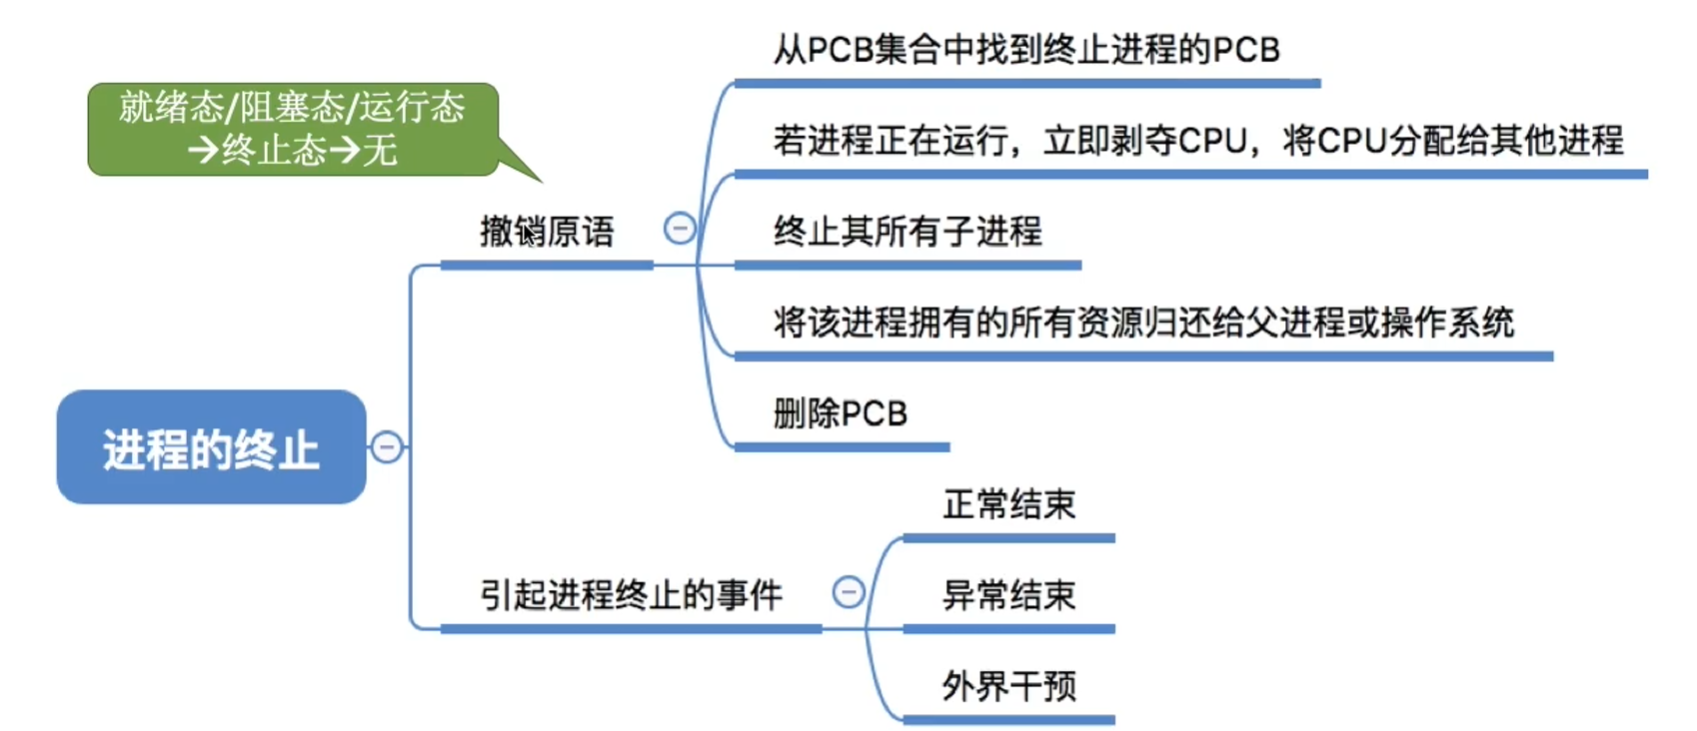 从PCB集合中找到终止进程的PCB
就绪态/阻塞态/运行态
→终止态→无
若进程正在运行，立即剥夺CPU，将CPU分配给其他进程
撤销原语
终止其所有子进程
将该进程拥有的所有资源归还给父进程或操作系统
删除PCB
进程的终止
正常结束
引起进程终止的事件
异常结束
外界干预